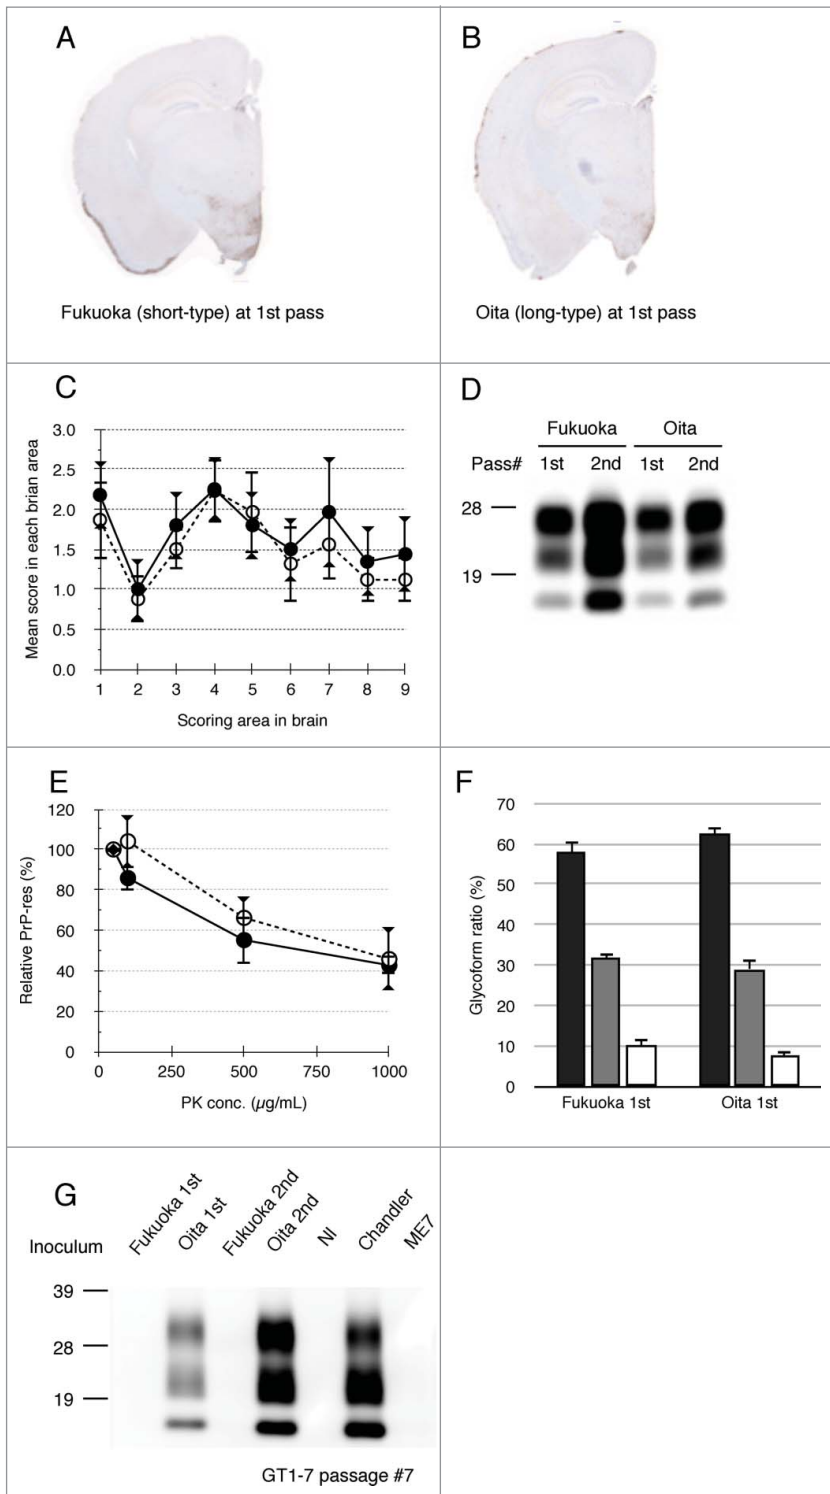 A
Fukuoka (short-type) at 1st pass
B
Oita (long-type) at 1st pass
C
Mean score in each brian area
3.0
2.5
2.0
1.5
1.0
0.5
0.0
1 2 3 4 5 6 7 8 9
Scoring area in brain
D
Fukuoka Oita
Pass# 1st 2nd 1st 2nd
28
19
E
Relative PrP-res (%)
120
100
80
60
40
20
0
0 250 500 750 1000
PK conc. (µg/mL)
F
Glycoform ratio (%)
70
60
50
40
30
20
10
0
Fukuoka 1st Oita 1st
G
Inoculum Fukuoka 1st Oita 1st Fukuoka 2nd Oita 2nd NI Chandler ME7
39
28
19
GT1-7 passage #7